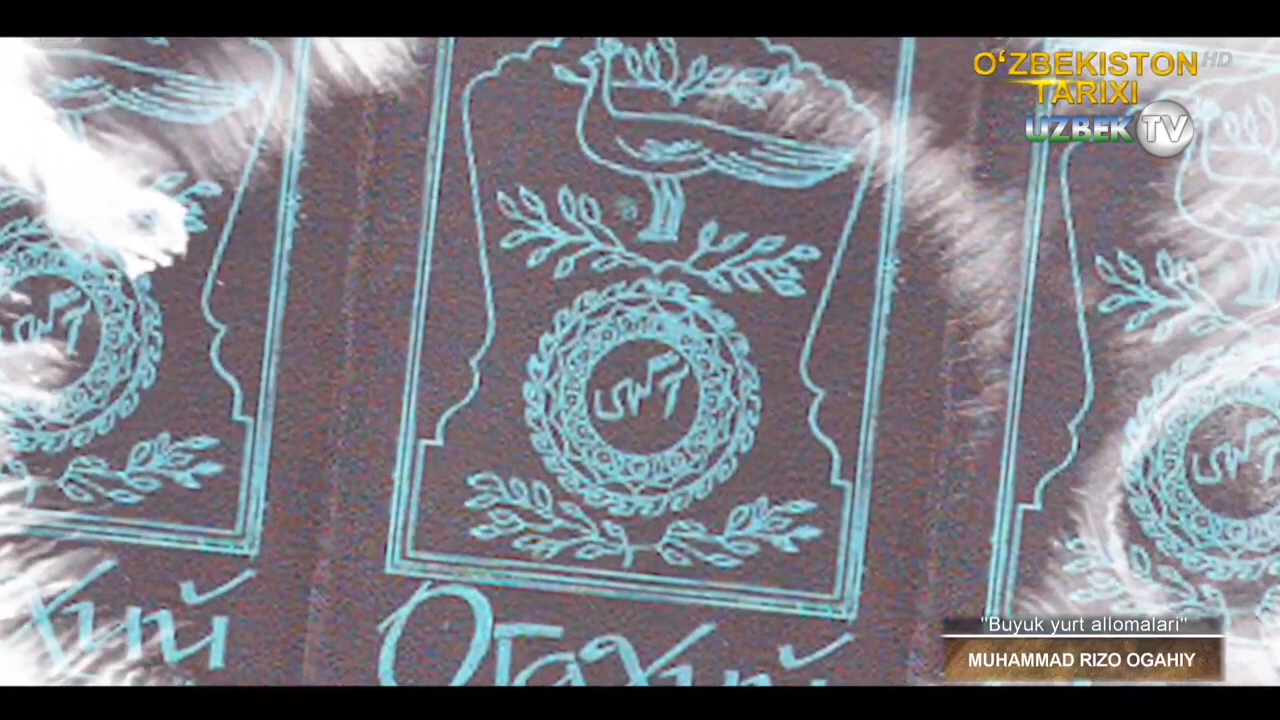 O‘ZBEKISTON
HD
TARIXI
UZBEK TV
Огаҳий
"Buyuk yurt allomalari"
MUHAMMAD RIZO OGAHIY